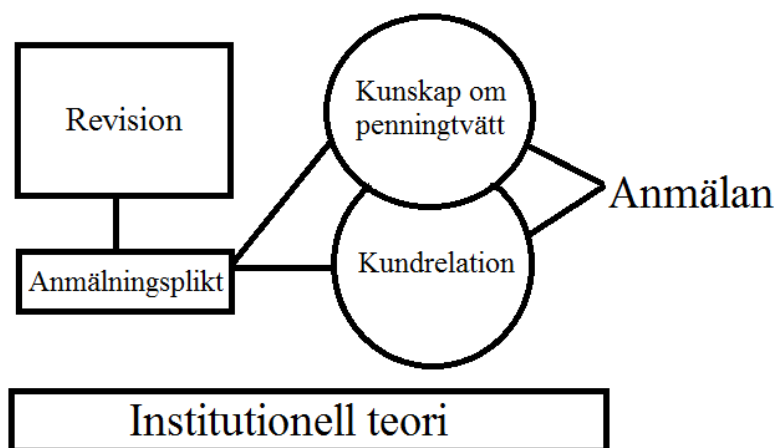 Revision
Anmälningsplikt
Kunskap om
penningtvätt
Kundrelation
Anmälan
Institutionell teori